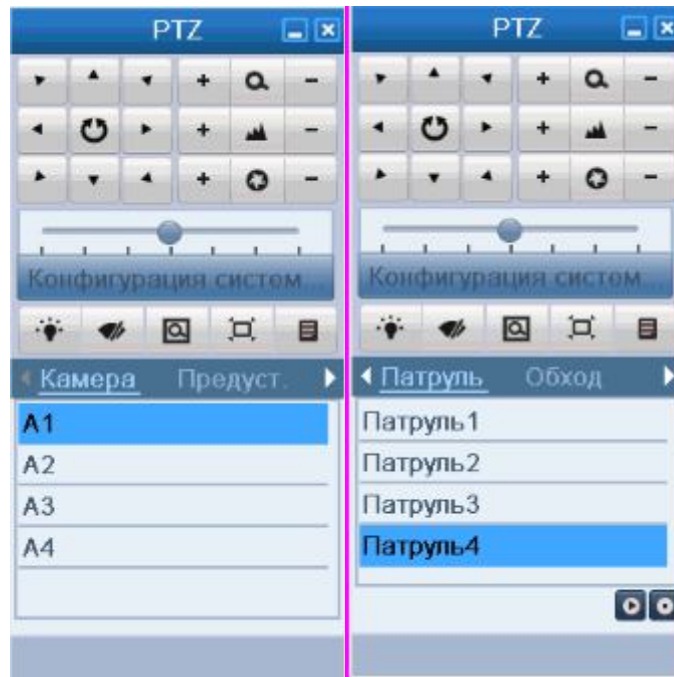 PTZ
Конфигурация систем...
Камера Предуст.
A1
A2
A3
A4
PTZ
Конфигурация систем...
Патруль Обход
Патруль1
Патруль2
Патруль3
Патруль4